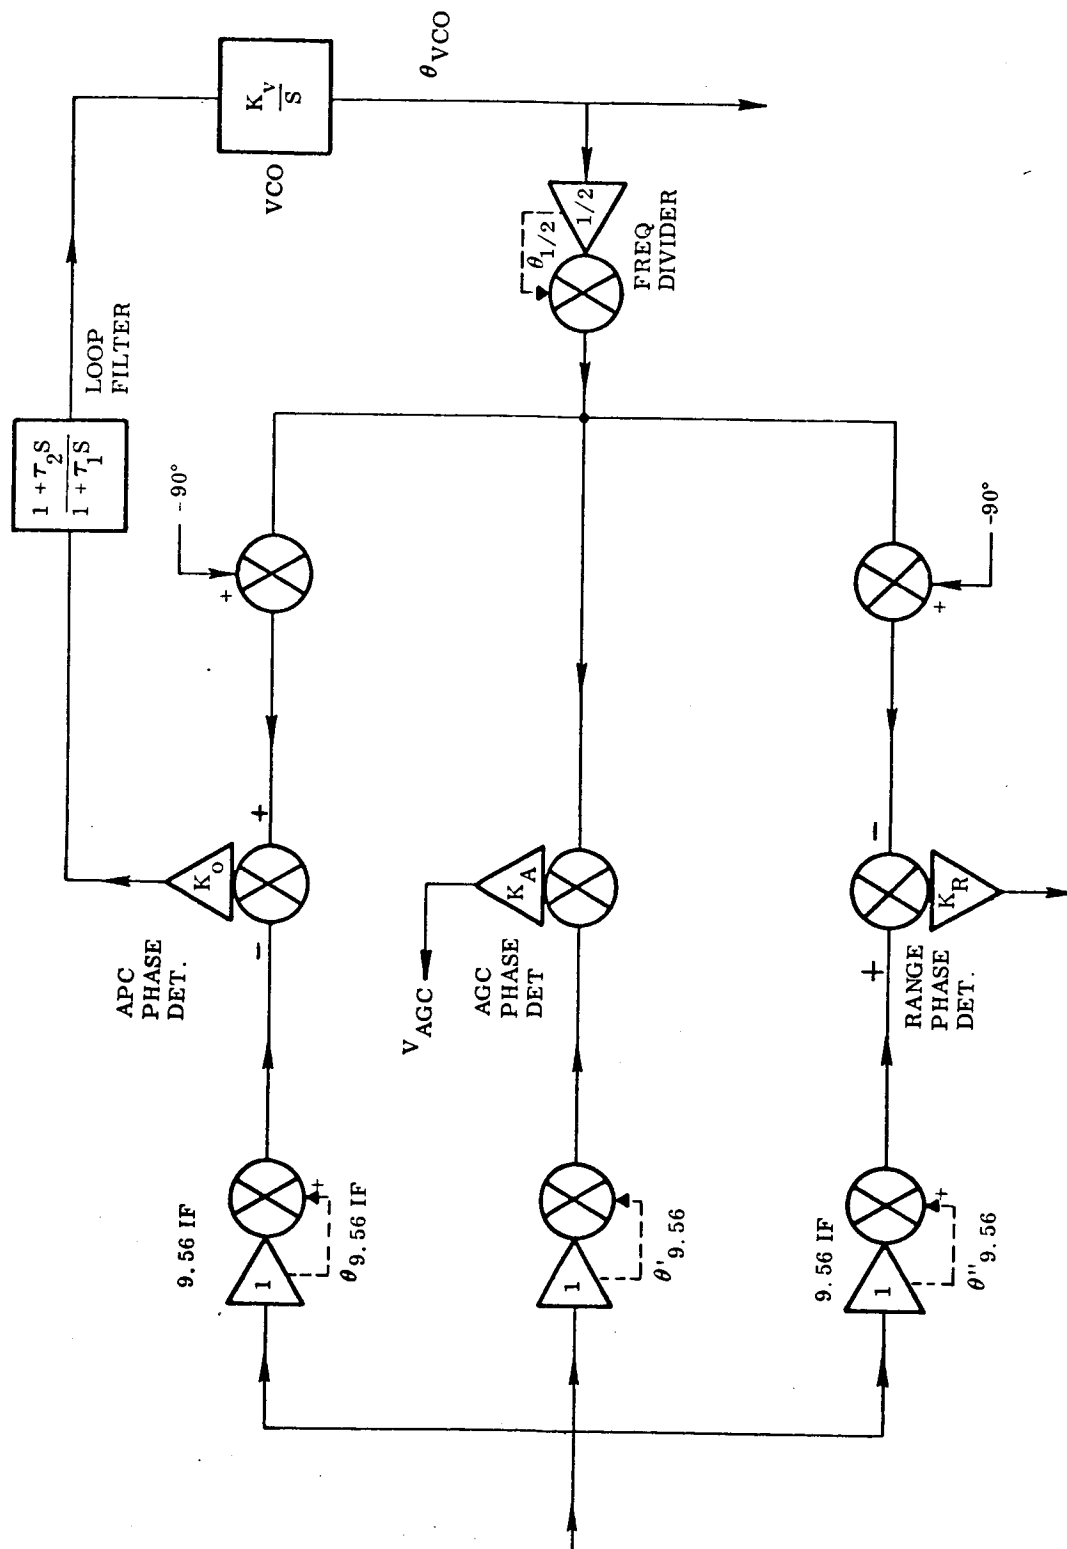 1 + τ2S
1 + τ1S
LOOP
FILTER
Kv
S
VCO
θVCO
-90°
+
1/2
θ1/2
FREQ
DIVIDER
APC
PHASE
DET.
Ko
-
+
9.56 IF
1
+
θ9.56 IF
VAGC
AGC
PHASE
DET
KA
1
θ'9.56
9.56 IF
1
+
θ"9.56
RANGE
PHASE
DET.
+
-
KR
+
-90°